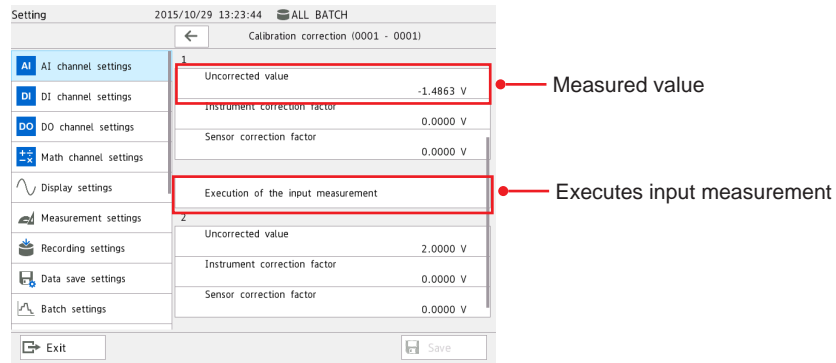 Setting 2015/10/29 13:23:44 ALL BATCH
Calibration correction (0001 - 0001)
AI AI channel settings
DI DI channel settings
DO DO channel settings
Math channel settings
Display settings
Measurement settings
Recording settings
Data save settings
Batch settings
1
Uncorrected value
-1.4863 V
Instrument correction factor
0.0000 V
Sensor correction factor
0.0000 V
Execution of the input measurement
2
Uncorrected value
2.0000 V
Instrument correction factor
0.0000 V
Sensor correction factor
0.0000 V
Exit
Save
Measured value
Executes input measurement